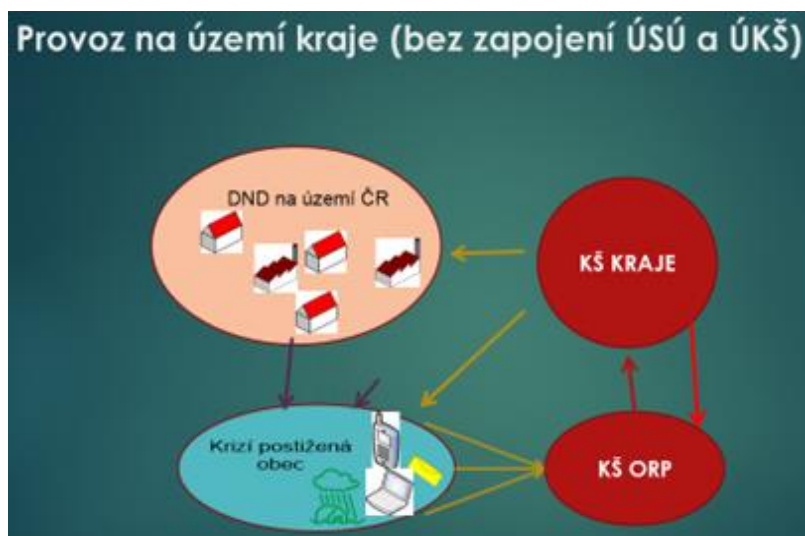 Provoz na území kraje (bez zapojení ÚSÚ a ÚKŠ)
DND na území ČR
KŠ KRAJE
Krizí postižená
obec
KŠ ORP